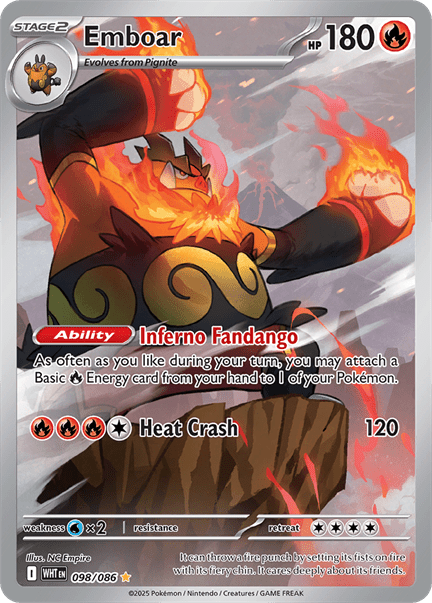 STAGE2 Emboar HP 180
Evolves from Pignite
Ability Inferno Fandango
As often as you like during your turn, you may attach a
Basic Energy card from your hand to 1 of your Pokémon.
Heat Crash 120
weakness ×2 resistance retreat
Illus. NC Empire
I WHT EN 098/086
It can throw a fire punch by setting its fists on fire
with its fiery chin. It cares deeply about its friends.
©2025 Pokémon / Nintendo / Creatures / GAME FREAK